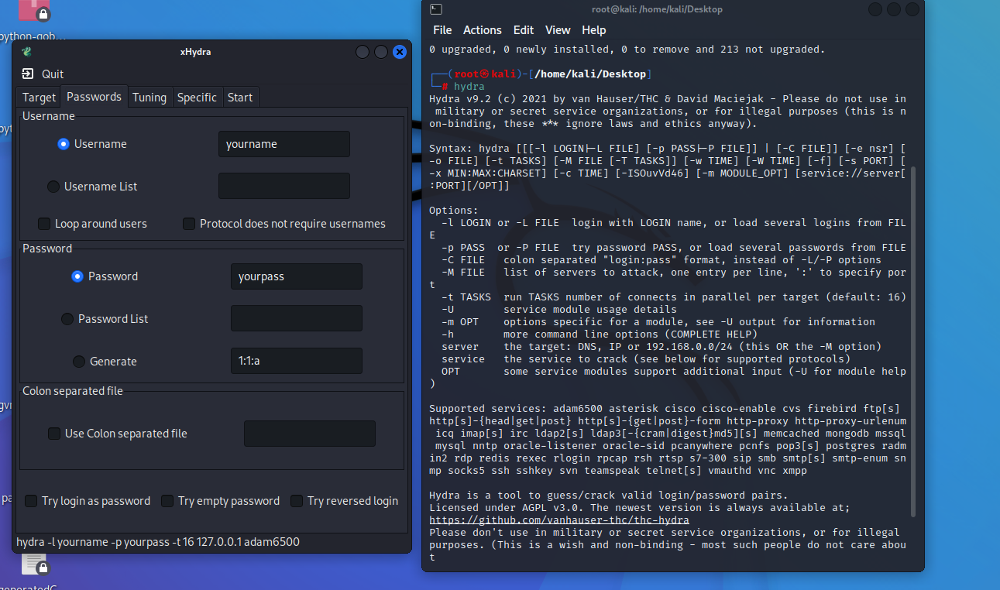 python-gob...
xHydra
Quit
Target Passwords Tuning Specific Start
Username
Username yourname
Username List
Loop around users Protocol does not require usernames
Password
Password yourpass
Password List
Generate 1:1:a
Colon separated file
Use Colon separated file
Try login as password Try empty password Try reversed login
hydra -l yourname -p yourpass -t 16 127.0.0.1 adam6500
root@kali: /home/kali/Desktop
File Actions Edit View Help
0 upgraded, 0 newly installed, 0 to remove and 213 not upgraded.
┌──(root㉿kali)-[/home/kali/Desktop]
└─# hydra
Hydra v9.2 (c) 2021 by van Hauser/THC & David Maciejak - Please do not use in
 military or secret service organizations, or for illegal purposes (this is n
on-binding, these *** ignore laws and ethics anyway).
Syntax: hydra [[[-l LOGIN|-L FILE] [-p PASS|-P FILE]] | [-C FILE]] [-e nsr] [
-o FILE] [-t TASKS] [-M FILE [-T TASKS]] [-w TIME] [-W TIME] [-f] [-s PORT] [
-x MIN:MAX:CHARSET] [-c TIME] [-ISOuvVd46] [-m MODULE_OPT] [service://server[
:PORT][/OPT]]
Options:
  -l LOGIN or -L FILE  login with LOGIN name, or load several logins from FIL
E
  -p PASS  or -P FILE  try password PASS, or load several passwords from FILE
  -C FILE   colon separated "login:pass" format, instead of -L/-P options
  -M FILE   list of servers to attack, one entry per line, ':' to specify por
t
  -t TASKS  run TASKS number of connects in parallel per target (default: 16)
  -U        service module usage details
  -m OPT    options specific for a module, see -U output for information
  -h        more command line options (COMPLETE HELP)
  server    the target: DNS, IP or 192.168.0.0/24 (this OR the -M option)
  service   the service to crack (see below for supported protocols)
  OPT       some service modules support additional input (-U for module help
)
Supported services: adam6500 asterisk cisco cisco-enable cvs firebird ftp[s]
http[s]-{head|get|post} http[s]-{get|post}-form http-proxy http-proxy-urlenum
 icq imap[s] irc ldap2[s] ldap3[-{cram|digest}md5][s] memcached mongodb mssql
 mysql nntp oracle-listener oracle-sid pcanywhere pcnfs pop3[s] postgres radm
in2 rdp redis rexec rlogin rpcap rsh rtsp s7-300 sip smb smtp[s] smtp-enum sn
mp socks5 ssh sshkey svn teamspeak telnet[s] vmauthd vnc xmpp
Hydra is a tool to guess/crack valid login/password pairs.
Licensed under AGPL v3.0. The newest version is always available at;
https://github.com/vanhauser-thc/thc-hydra
Please don't use in military or secret service organizations, or for illegal
purposes. (This is a wish and non-binding - most such people do not care abou
t